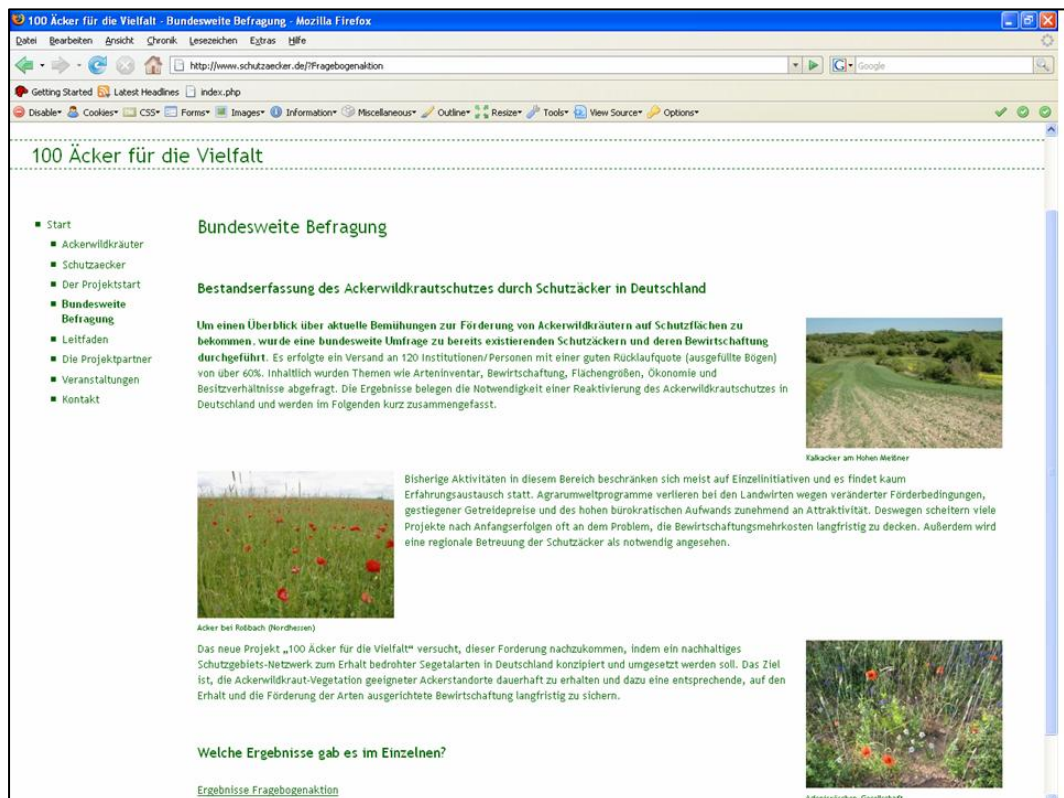 100 Äcker für die Vielfalt - Bundesweite Befragung - Mozilla Firefox
Datei Bearbeiten Ansicht Chronik Lesezeichen Extras Hilfe
http://www.schutzaecker.de/?Fragebogenaktion
G Google
Getting Started Latest Headlines index.php
Disable Cookies CSS Forms Images Information Miscellaneous Outline Resize Tools View Source Options
100 Äcker für die Vielfalt
Start
Ackerwildkräuter
Schutzaecker
Der Projektstart
Bundesweite
Befragung
Leitfaden
Die Projektpartner
Veranstaltungen
Kontakt
Bundesweite Befragung
Bestandserfassung des Ackerwildkrautschutzes durch Schutzäcker in Deutschland
Um einen Überblick über aktuelle Bemühungen zur Förderung von Ackerwildkräutern auf Schutzflächen zu
bekommen, wurde eine bundesweite Umfrage zu bereits existierenden Schutzäckern und deren Bewirtschaftung
durchgeführt. Es erfolgte ein Versand an 120 Institutionen/Personen mit einer guten Rücklaufquote (ausgefüllte Bögen)
von über 60%. Inhaltlich wurden Themen wie Arteninventar, Bewirtschaftung, Flächengrößen, Ökonomie und
Besitzverhältnisse abgefragt. Die Ergebnisse belegen die Notwendigkeit einer Reaktivierung des Ackerwildkrautschutzes in
Deutschland und werden im Folgenden kurz zusammengefasst.
Kalkacker am Hohen Meißner
Bisherige Aktivitäten in diesem Bereich beschränken sich meist auf Einzelinitiativen und es findet kaum
Erfahrungsaustausch statt. Agrarumweltprogramme verlieren bei den Landwirten wegen veränderter Förderbedingungen,
gestiegener Getreidepreise und des hohen bürokratischen Aufwands zunehmend an Attraktivität. Deswegen scheitern viele
Projekte nach Anfangserfolgen oft an dem Problem, die Bewirtschaftungsmehrkosten langfristig zu decken. Außerdem wird
eine regionale Betreuung der Schutzäcker als notwendig angesehen.
Acker bei Roßbach (Nordhessen)
Das neue Projekt „100 Äcker für die Vielfalt“ versucht, dieser Forderung nachzukommen, indem ein nachhaltiges
Schutzgebiets-Netzwerk zum Erhalt bedrohter Segetalarten in Deutschland konzipiert und umgesetzt werden soll. Das Ziel
ist, die Ackerwildkraut-Vegetation geeigneter Ackerstandorte dauerhaft zu erhalten und dazu eine entsprechende, auf den
Erhalt und die Förderung der Arten ausgerichtete Bewirtschaftung langfristig zu sichern.
Welche Ergebnisse gab es im Einzelnen?
Ergebnisse Fragebogenaktion